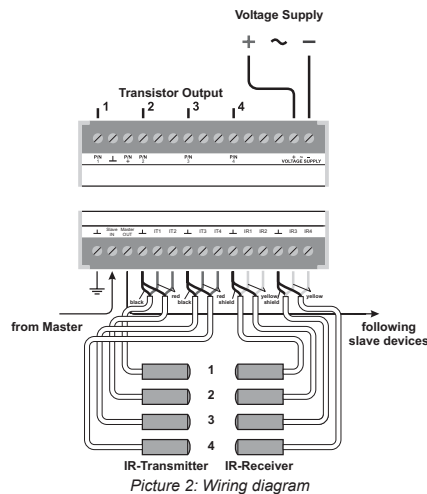 Voltage Supply
+ ~ −
Transistor Output
1 2 3 4
P/N 1 ⊥ P/N + P/N 2 P/N 3 P/N 4 + ~ − VOLTAGE SUPPLY
⊥ Slave IN Master OUT ⊥ IT1 IT2 ⊥ IT3 IT4 ⊥ IR1 IR2 ⊥ IR3 IR4
black red black red shield yellow shield yellow
from Master
following
slave devices
1
2
3
4
IR-Transmitter IR-Receiver
Picture 2: Wiring diagram